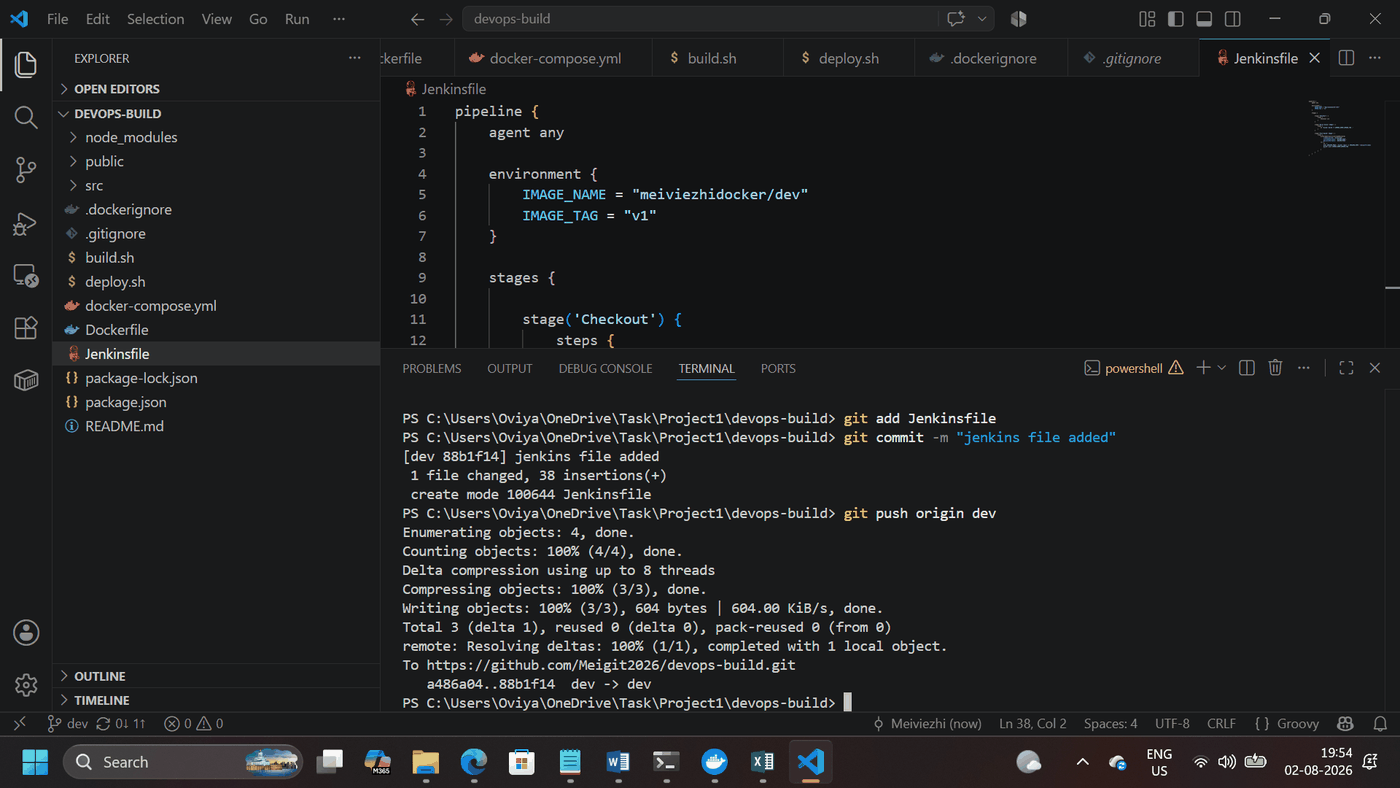 File Edit Selection View Go Run ···
devops-build
EXPLORER ···
OPEN EDITORS
DEVOPS-BUILD
node_modules
public
src
.dockerignore
.gitignore
$ build.sh
$ deploy.sh
docker-compose.yml
Dockerfile
Jenkinsfile
{} package-lock.json
{} package.json
README.md
OUTLINE
TIMELINE
ckerfile docker-compose.yml $ build.sh $ deploy.sh .dockerignore .gitignore Jenkinsfile ···
Jenkinsfile
1 pipeline {
2 agent any
3
4 environment {
5 IMAGE_NAME = "meiviezhidocker/dev"
6 IMAGE_TAG = "v1"
7 }
8
9 stages {
10
11 stage('Checkout') {
12 steps {
PROBLEMS OUTPUT DEBUG CONSOLE TERMINAL PORTS powershell ···
PS C:\Users\Oviya\OneDrive\Task\Project1\devops-build> git add Jenkinsfile
PS C:\Users\Oviya\OneDrive\Task\Project1\devops-build> git commit -m "jenkins file added"
[dev 88b1f14] jenkins file added
1 file changed, 38 insertions(+)
create mode 100644 Jenkinsfile
PS C:\Users\Oviya\OneDrive\Task\Project1\devops-build> git push origin dev
Enumerating objects: 4, done.
Counting objects: 100% (4/4), done.
Delta compression using up to 8 threads
Compressing objects: 100% (3/3), done.
Writing objects: 100% (3/3), 604 bytes | 604.00 KiB/s, done.
Total 3 (delta 1), reused 0 (delta 0), pack-reused 0 (from 0)
remote: Resolving deltas: 100% (1/1), completed with 1 local object.
To https://github.com/Meigit2026/devops-build.git
a486a04..88b1f14 dev -> dev
PS C:\Users\Oviya\OneDrive\Task\Project1\devops-build>
dev 0↓ 1↑ 0 0 Meiviezhi (now) Ln 38, Col 2 Spaces: 4 UTF-8 CRLF {} Groovy
Search
M365
ENG
US
19:54
02-08-2026